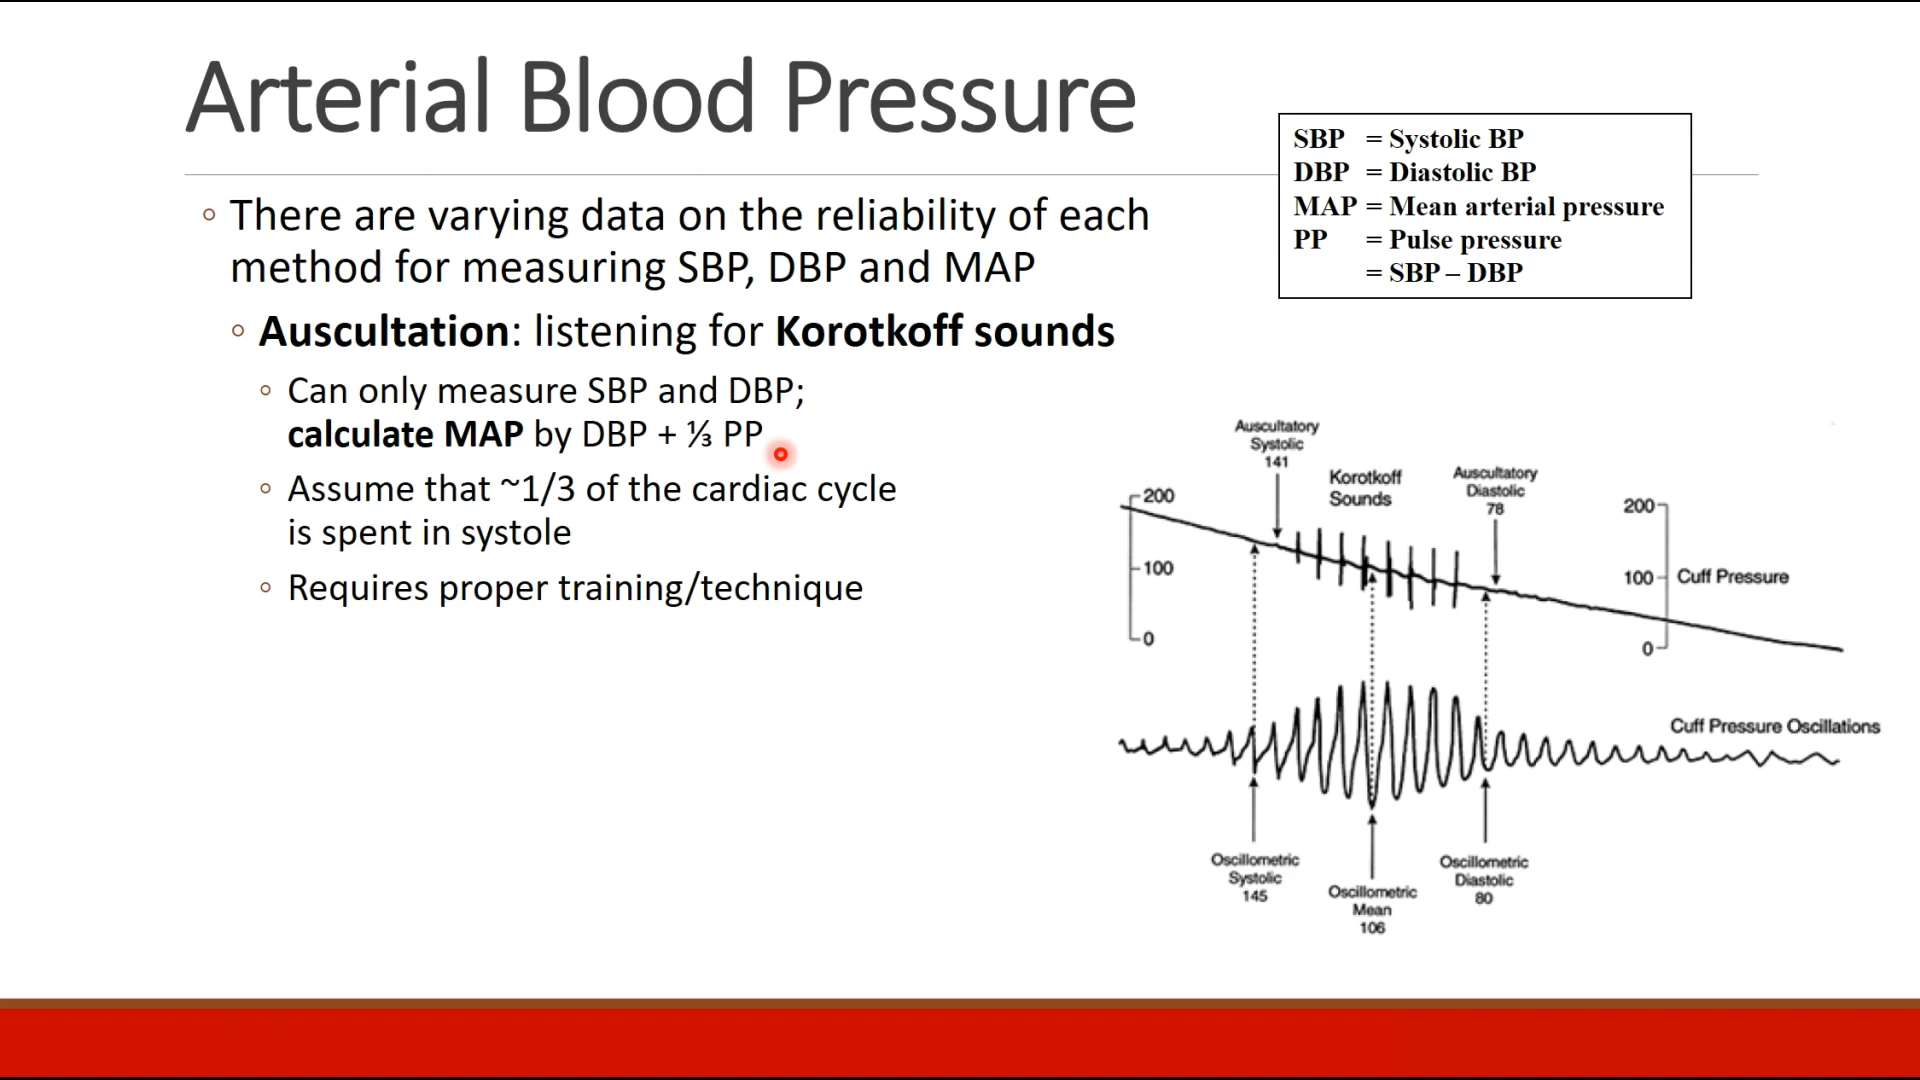 Arterial Blood Pressure
SBP = Systolic BP
DBP = Diastolic BP
MAP = Mean arterial pressure
PP = Pulse pressure
= SBP – DBP
◦ There are varying data on the reliability of each
method for measuring SBP, DBP and MAP
◦ Auscultation: listening for Korotkoff sounds
◦ Can only measure SBP and DBP;
calculate MAP by DBP + ⅓ PP
◦ Assume that ~1/3 of the cardiac cycle
is spent in systole
◦ Requires proper training/technique
Auscultatory
Systolic
141
Korotkoff
Sounds
Auscultatory
Diastolic
78
200
100
0
200
100
0
Cuff Pressure
Cuff Pressure Oscillations
Oscillometric
Systolic
145
Oscillometric
Mean
106
Oscillometric
Diastolic
80